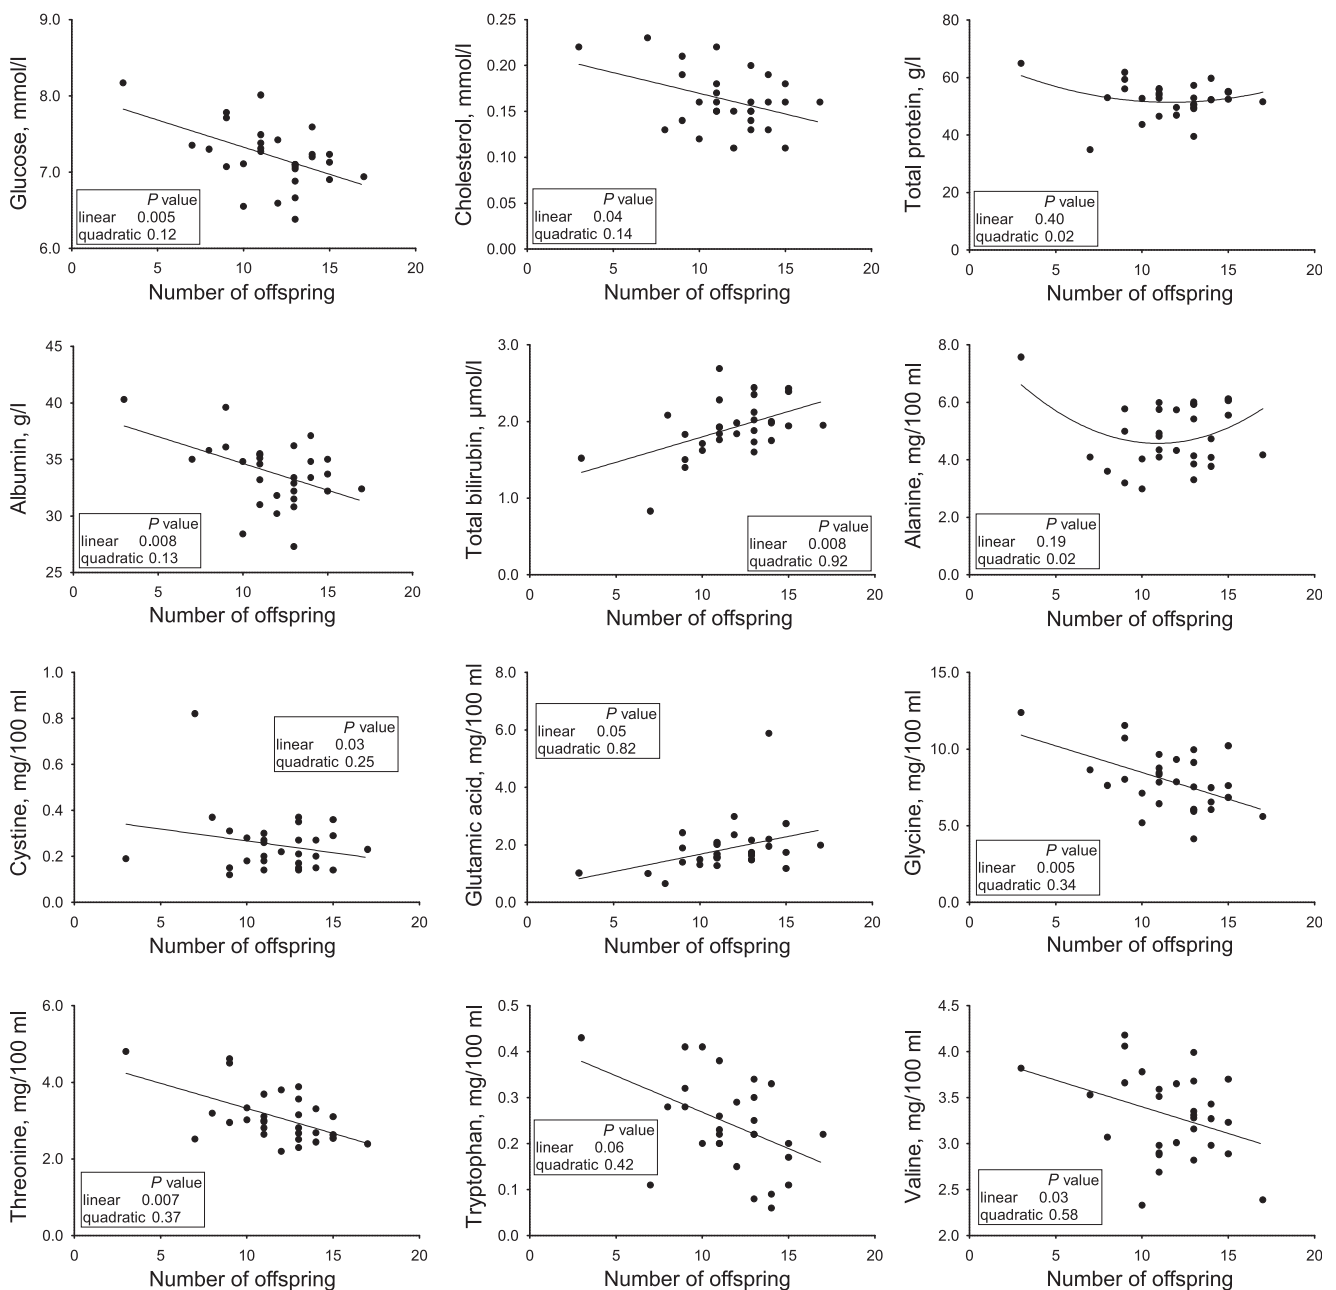 Glucose, mmol/l
9.0
8.0
7.0
6.0
P value
linear 0.005
quadratic 0.12
0 5 10 15 20
Number of offspring
Cholesterol, mmol/l
0.25
0.20
0.15
0.10
0.05
0.00
P value
linear 0.04
quadratic 0.14
0 5 10 15 20
Number of offspring
Total protein, g/l
80
60
40
20
0
P value
linear 0.40
quadratic 0.02
0 5 10 15 20
Number of offspring
Albumin, g/l
45
40
35
30
25
P value
linear 0.008
quadratic 0.13
0 5 10 15 20
Number of offspring
Total bilirubin, µmol/l
3.0
2.0
1.0
0.0
P value
linear 0.008
quadratic 0.92
0 5 10 15 20
Number of offspring
Alanine, mg/100 ml
8.0
6.0
4.0
2.0
0.0
P value
linear 0.19
quadratic 0.02
0 5 10 15 20
Number of offspring
Cystine, mg/100 ml
1.0
0.8
0.6
0.4
0.2
0.0
P value
linear 0.03
quadratic 0.25
0 5 10 15 20
Number of offspring
Glutamic acid, mg/100 ml
8.0
6.0
4.0
2.0
0.0
P value
linear 0.05
quadratic 0.82
0 5 10 15 20
Number of offspring
Glycine, mg/100 ml
15.0
10.0
5.0
0.0
P value
linear 0.005
quadratic 0.34
0 5 10 15 20
Number of offspring
Threonine, mg/100 ml
6.0
4.0
2.0
0.0
P value
linear 0.007
quadratic 0.37
0 5 10 15 20
Number of offspring
Tryptophan, mg/100 ml
0.5
0.4
0.3
0.2
0.1
0.0
P value
linear 0.06
quadratic 0.42
0 5 10 15 20
Number of offspring
Valine, mg/100 ml
4.5
4.0
3.5
3.0
2.5
2.0
P value
linear 0.03
quadratic 0.58
0 5 10 15 20
Number of offspring